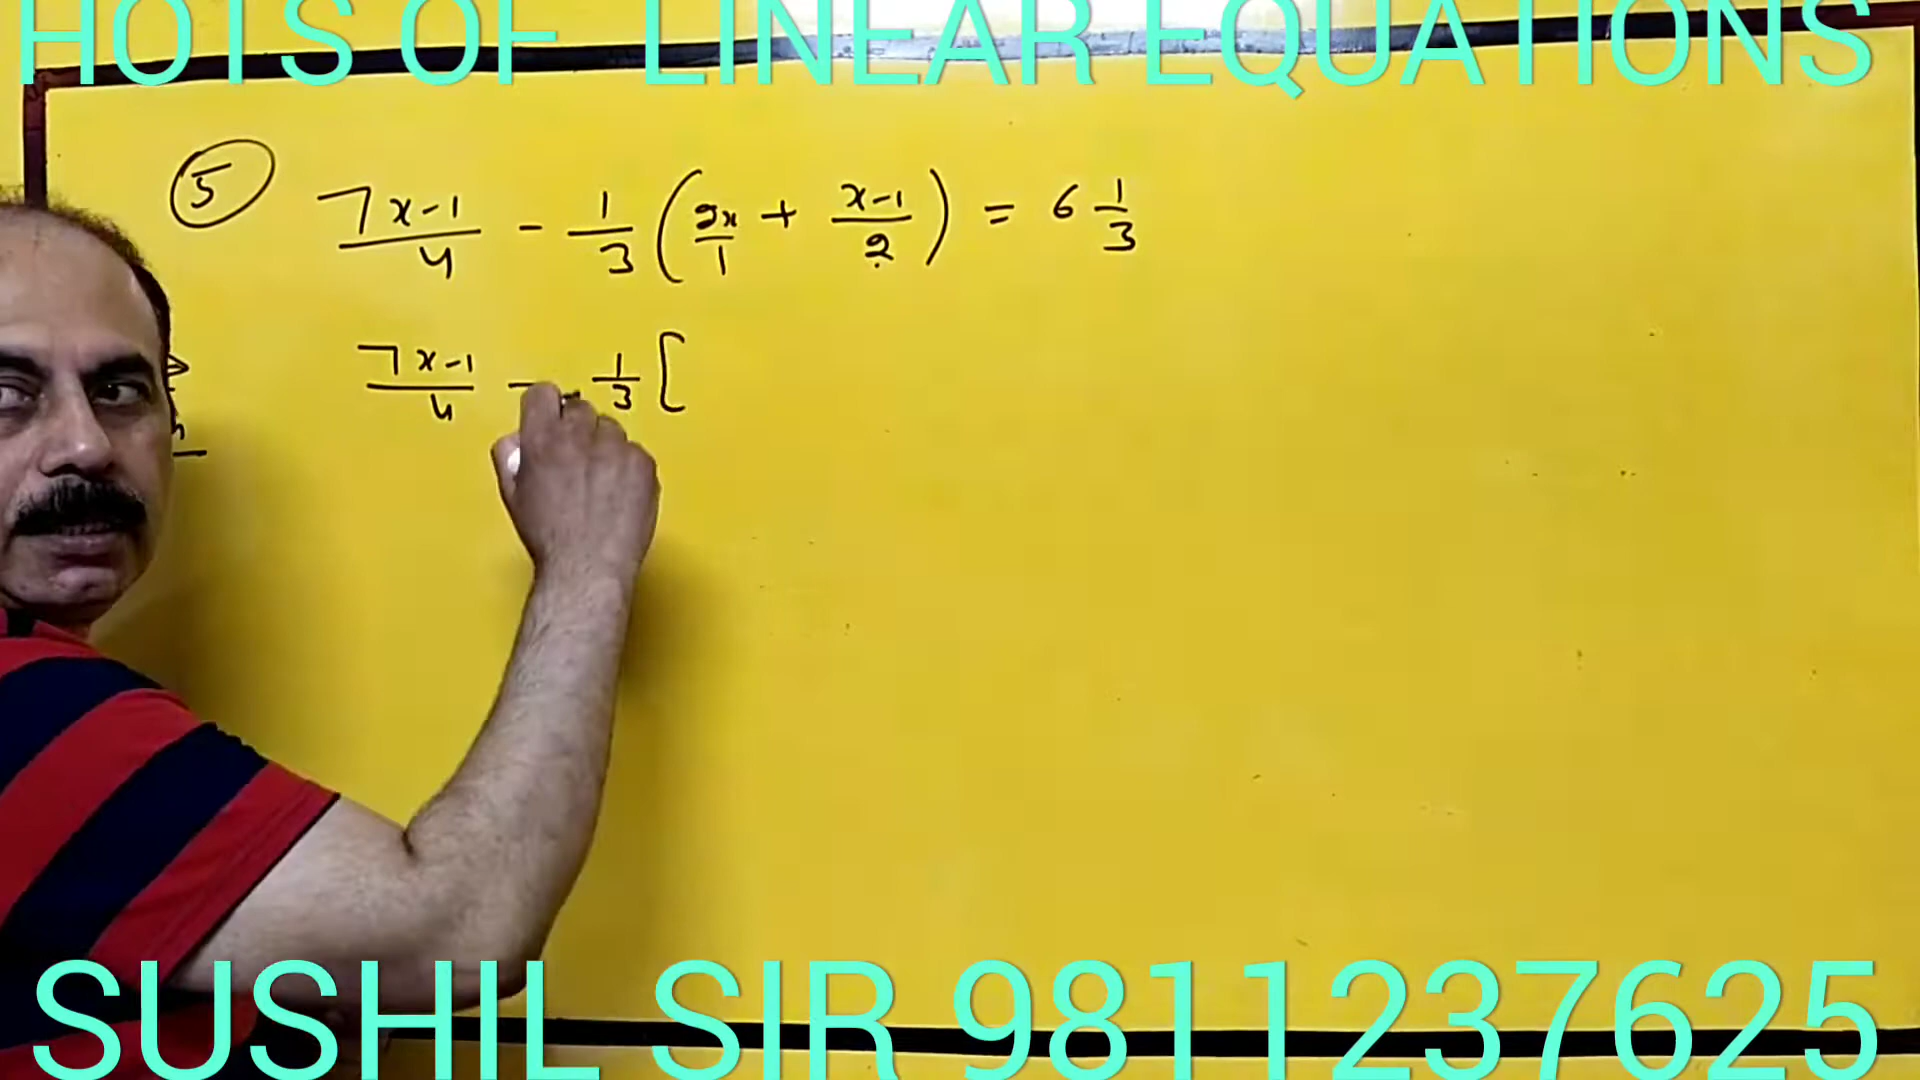 HOTS OF LINEAR EQUATIONS
5 (7x-1)/4 - 1/3 (2x/1 + (x-1)/2) = 6 1/3
(7x-1)/4 - 1/3 [
SUSHIL SIR 9811237625